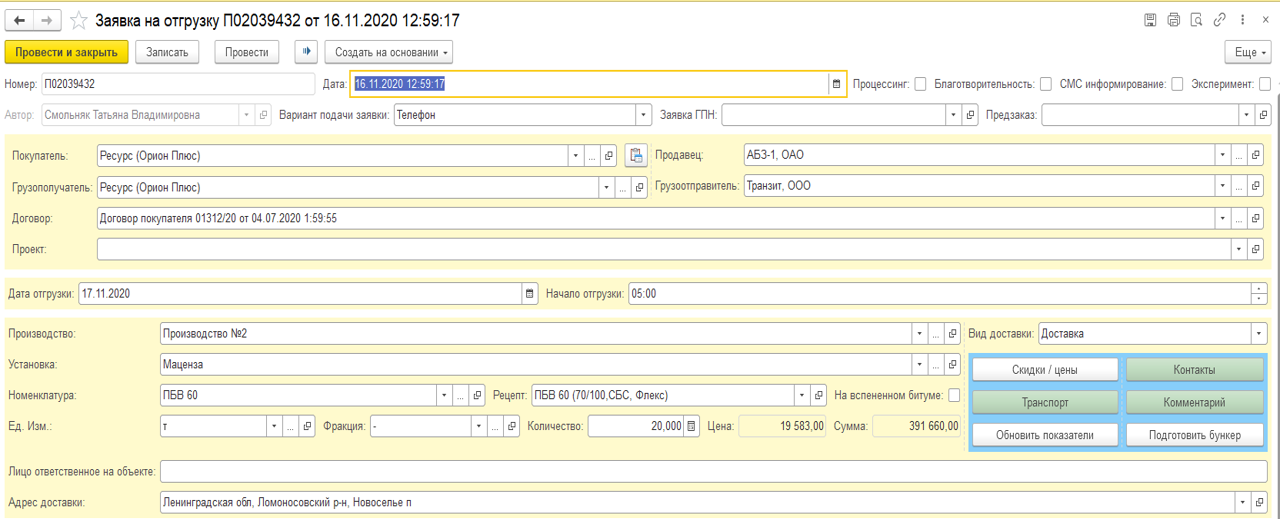 Заявка на отгрузку П02039432 от 16.11.2020 12:59:17
Провести и закрыть Записать Провести Создать на основании Еще
Номер: П02039432 Дата: 16.11.2020 12:59:17 Процессинг: Благотворительность: СМС информирование: Эксперимент:
Автор: Смольняк Татьяна Владимировна Вариант подачи заявки: Телефон Заявка ГПН: Предзаказ:
Покупатель: Ресурс (Орион Плюс) Продавец: АБЗ-1, ОАО
Грузополучатель: Ресурс (Орион Плюс) Грузоотправитель: Транзит, ООО
Договор: Договор покупателя 01312/20 от 04.07.2020 1:59:55
Проект:
Дата отгрузки: 17.11.2020 Начало отгрузки: 05:00
Производство: Производство №2 Вид доставки: Доставка
Установка: Маценза Скидки / цены Контакты
Номенклатура: ПБВ 60 Рецепт: ПБВ 60 (70/100,СБС, Флекс) На вспененном битуме: Транспорт Комментарий
Ед. Изм.: т Фракция: - Количество: 20,000 Цена: 19 583,00 Сумма: 391 660,00 Обновить показатели Подготовить бункер
Лицо ответственное на объекте:
Адрес доставки: Ленинградская обл, Ломоносовский р-н, Новоселье п